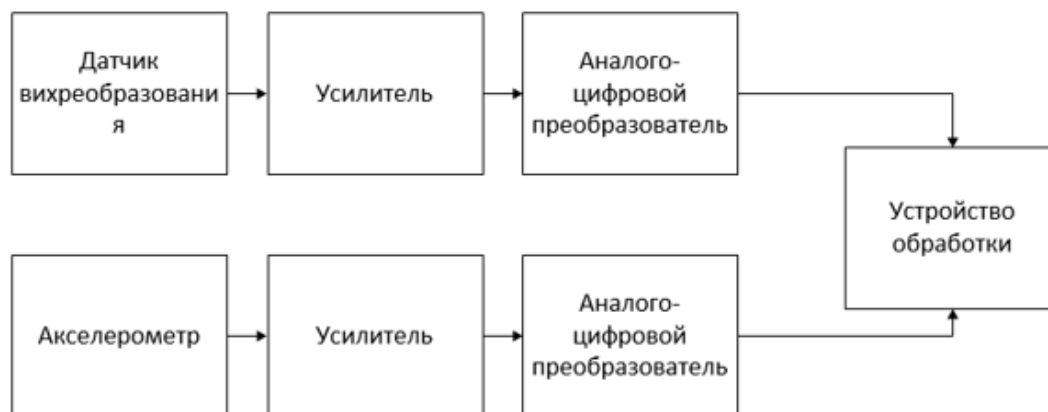 Датчик
вихреобразовани
я
Усилитель
Аналого-
цифровой
преобразователь
Устройство
обработки
Акселерометр
Усилитель
Аналого-
цифровой
преобразователь